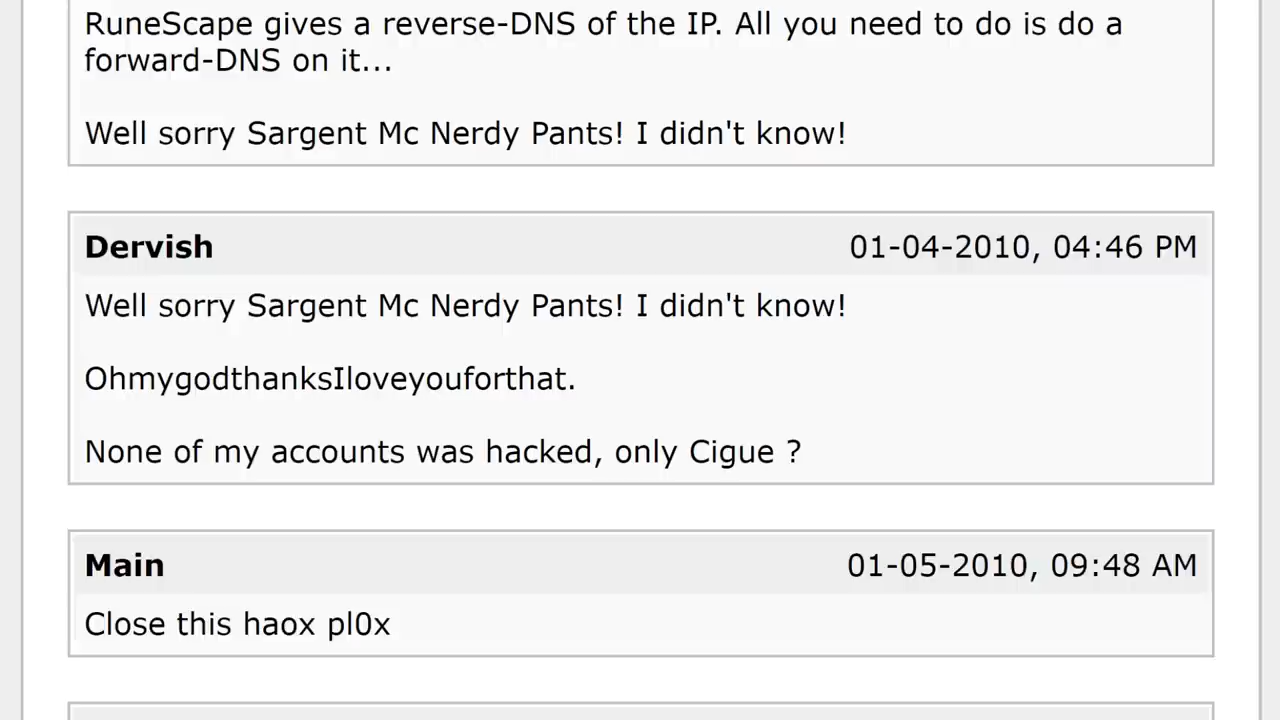 RuneScape gives a reverse-DNS of the IP. All you need to do is do a
forward-DNS on it...
Well sorry Sargent Mc Nerdy Pants! I didn't know!
Dervish 01-04-2010, 04:46 PM
Well sorry Sargent Mc Nerdy Pants! I didn't know!
OhmygodthanksIloveyouforthat.
None of my accounts was hacked, only Cigue ?
Main 01-05-2010, 09:48 AM
Close this haox pl0x